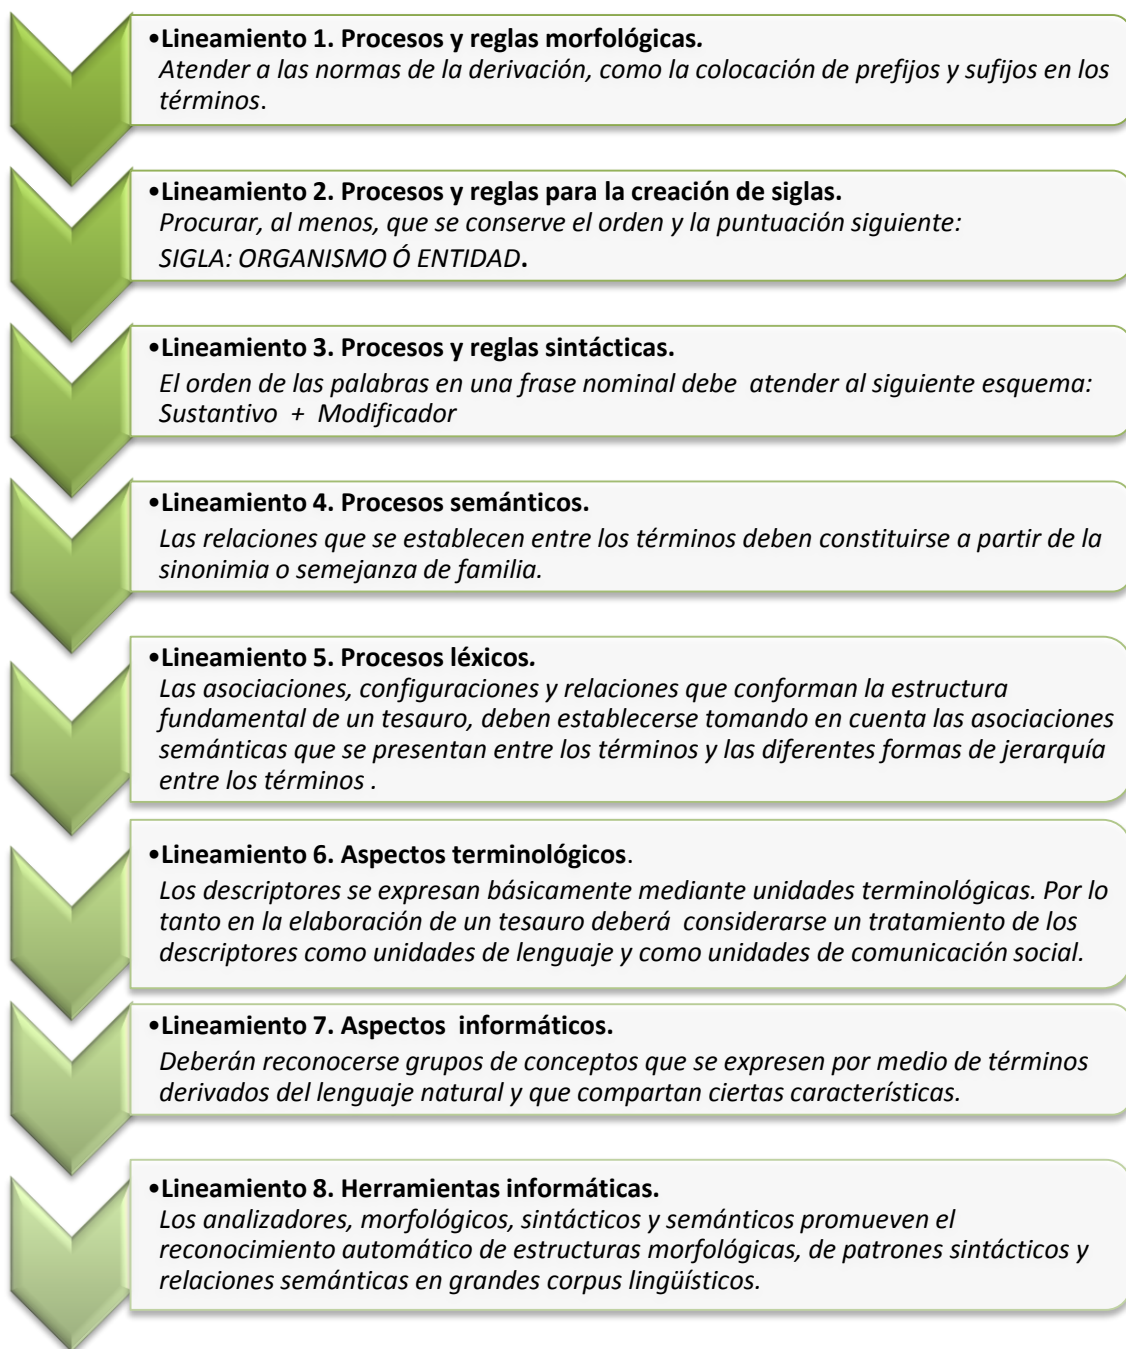 •Lineamiento 1. Procesos y reglas morfológicas.
Atender a las normas de la derivación, como la colocación de prefijos y sufijos en los
términos.
•Lineamiento 2. Procesos y reglas para la creación de siglas.
Procurar, al menos, que se conserve el orden y la puntuación siguiente:
SIGLA: ORGANISMO Ó ENTIDAD.
•Lineamiento 3. Procesos y reglas sintácticas.
El orden de las palabras en una frase nominal debe atender al siguiente esquema:
Sustantivo + Modificador
•Lineamiento 4. Procesos semánticos.
Las relaciones que se establecen entre los términos deben constituirse a partir de la
sinonimia o semejanza de familia.
•Lineamiento 5. Procesos léxicos.
Las asociaciones, configuraciones y relaciones que conforman la estructura
fundamental de un tesauro, deben establecerse tomando en cuenta las asociaciones
semánticas que se presentan entre los términos y las diferentes formas de jerarquía
entre los términos .
•Lineamiento 6. Aspectos terminológicos.
Los descriptores se expresan básicamente mediante unidades terminológicas. Por lo
tanto en la elaboración de un tesauro deberá considerarse un tratamiento de los
descriptores como unidades de lenguaje y como unidades de comunicación social.
•Lineamiento 7. Aspectos informáticos.
Deberán reconocerse grupos de conceptos que se expresen por medio de términos
derivados del lenguaje natural y que compartan ciertas características.
•Lineamiento 8. Herramientas informáticas.
Los analizadores, morfológicos, sintácticos y semánticos promueven el
reconocimiento automático de estructuras morfológicas, de patrones sintácticos y
relaciones semánticas en grandes corpus lingüísticos.